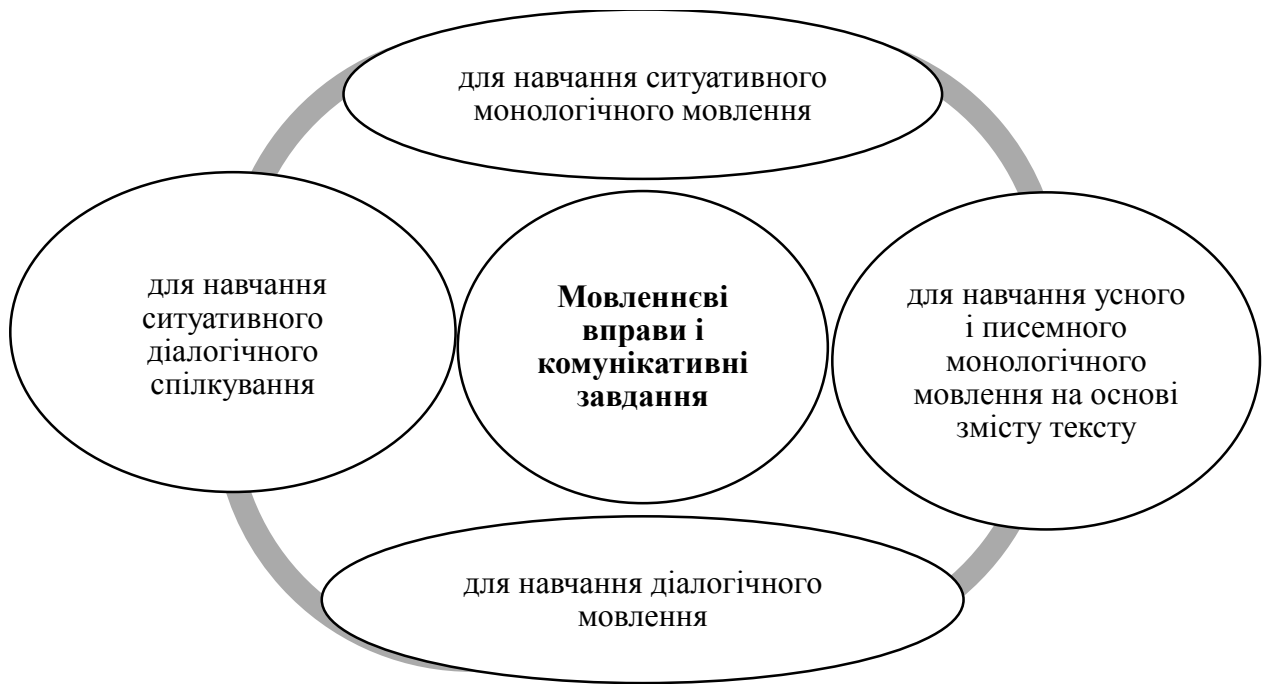 для навчання ситуативного
монологічного мовлення
для навчання
ситуативного
діалогічного
спілкування
Мовленнєві
вправи і
комунікативні
завдання
для навчання усного
і писемного
монологічного
мовлення на основі
змісту тексту
для навчання діалогічного
мовлення